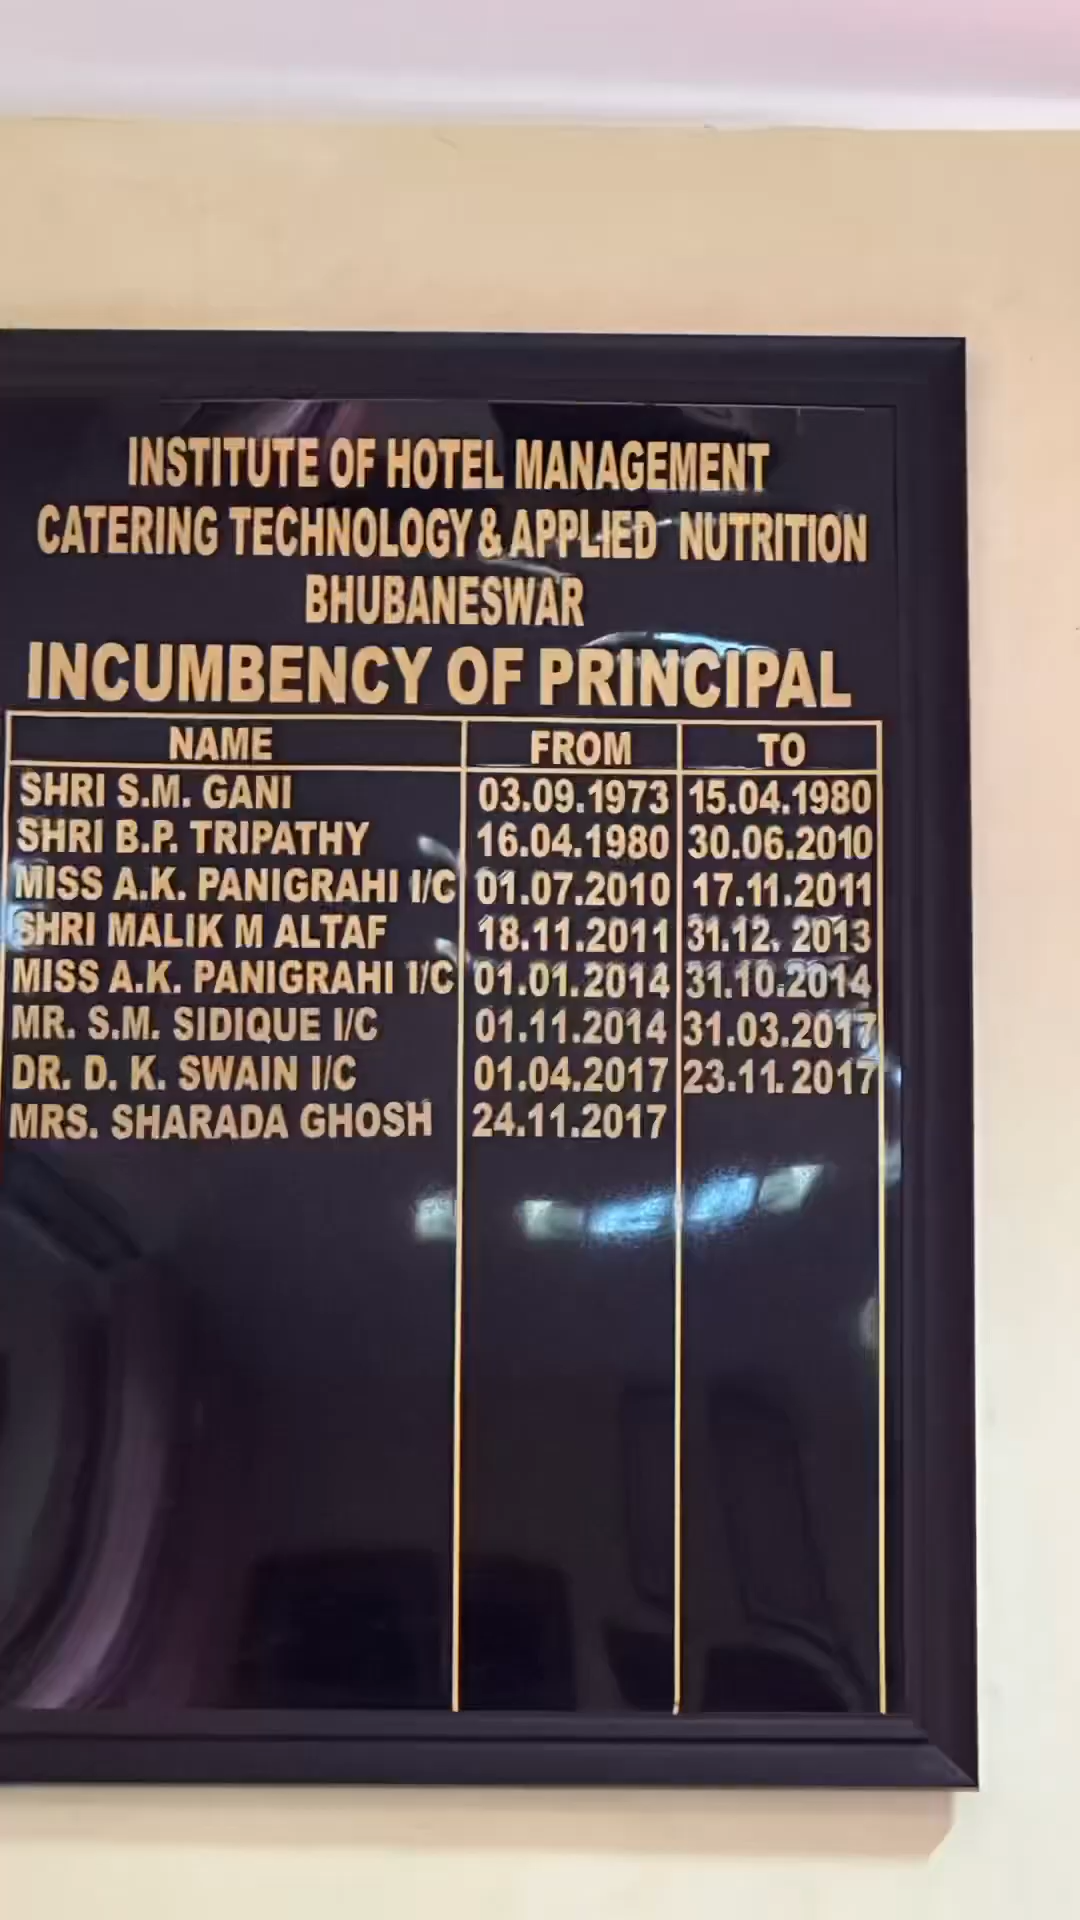 INSTITUTE OF HOTEL MANAGEMENT
CATERING TECHNOLOGY & APPLIED NUTRITION
BHUBANESWAR
INCUMBENCY OF PRINCIPAL
NAME FROM TO
SHRI S.M. GANI 03.09.1973 15.04.1980
SHRI B.P. TRIPATHY 16.04.1980 30.06.2010
MISS A.K. PANIGRAHI I/C 01.07.2010 17.11.2011
SHRI MALIK M ALTAF 18.11.2011 31.12. 2013
MISS A.K. PANIGRAHI I/C 01.01.2014 31.10.2014
MR. S.M. SIDIQUE I/C 01.11.2014 31.03.2017
DR. D. K. SWAIN I/C 01.04.2017 23.11.2017
MRS. SHARADA GHOSH 24.11.2017